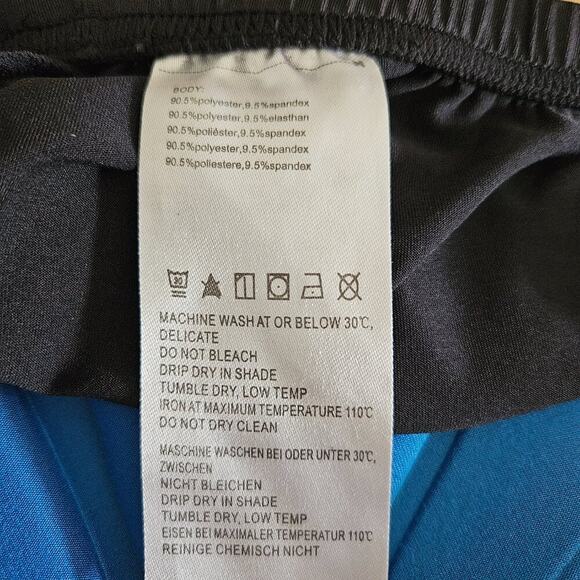 BODY:
90.5%polyester,9.5%spandex
90.5%polyester,9.5%elasthan
90.5%poliéster,9.5%spandex
90.5%polyester,9.5%spandex
90.5%poliestere,9.5%spandex
30
MACHINE WASH AT OR BELOW 30℃,
DELICATE
DO NOT BLEACH
DRIP DRY IN SHADE
TUMBLE DRY, LOW TEMP
IRON AT MAXIMUM TEMPERATURE 110℃
DO NOT DRY CLEAN
MASCHINE WASCHEN BEI ODER UNTER 30℃,
ZWISCHEN
NICHT BLEICHEN
DRIP DRY IN SHADE
TUMBLE DRY, LOW TEMP
EISEN BEI MAXIMALER TEMPERATUR 110℃
REINIGE CHEMISCH NICHT